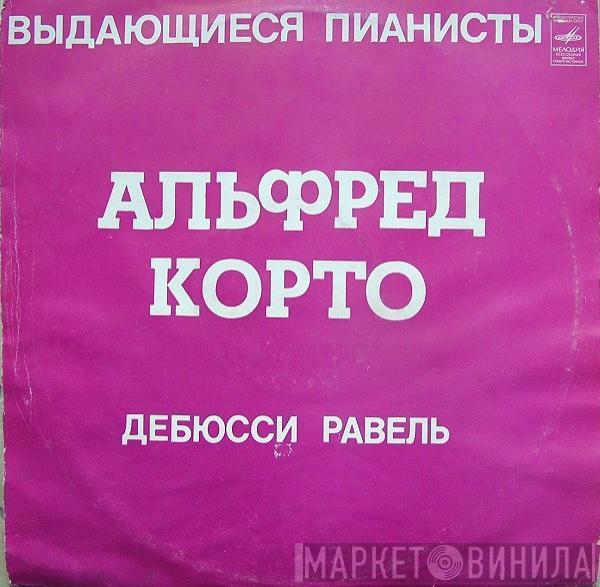 ВЫДАЮЩИЕСЯ ПИАНИСТЫ
МЕЛОДИЯ
АЛЬФРЕД
КОРТО
ДЕБЮССИ РАВЕЛЬ
МАРКЕТ ВИНИЛА